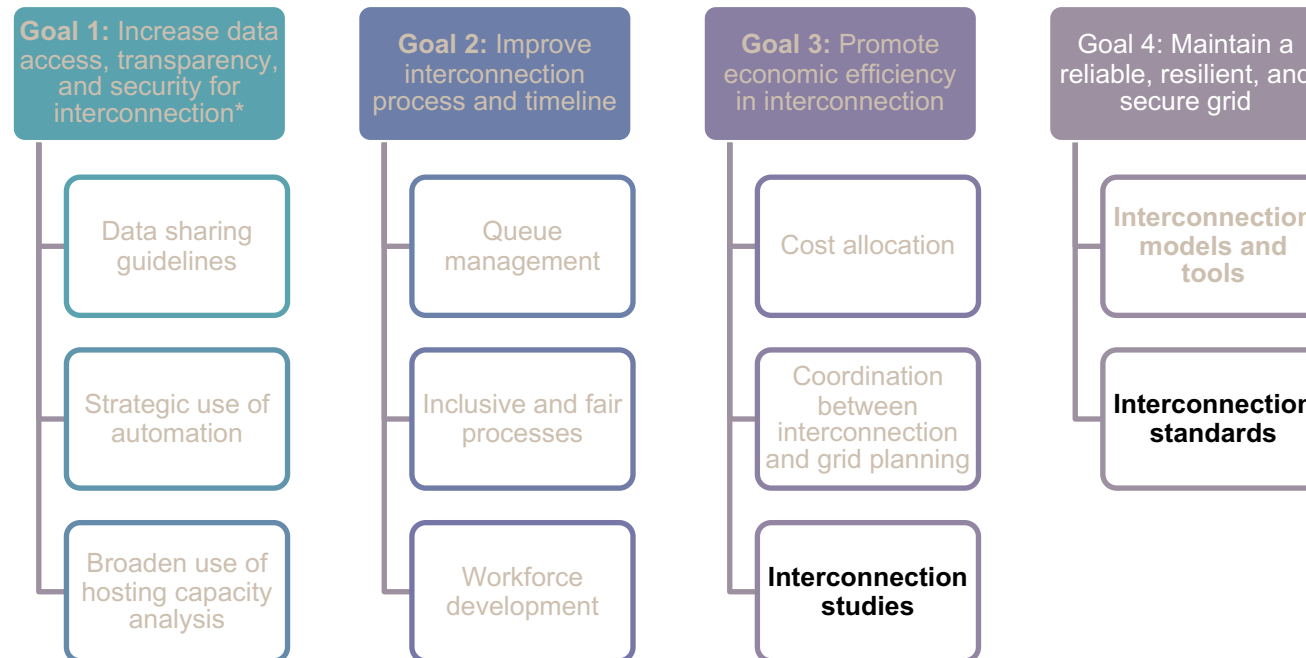 Goal 1: Increase data
access, transparency,
and security for
interconnection*
Data sharing
guidelines
Strategic use of
automation
Broaden use of
hosting capacity
analysis
Goal 2: Improve
interconnection
process and timeline
Queue
management
Inclusive and fair
processes
Workforce
development
Goal 3: Promote
economic efficiency
in interconnection
Cost allocation
Coordination
between
interconnection
and grid planning
Interconnection
studies
Goal 4: Maintain a
reliable, resilient, and
secure grid
Interconnection
models and
tools
Interconnection
standards